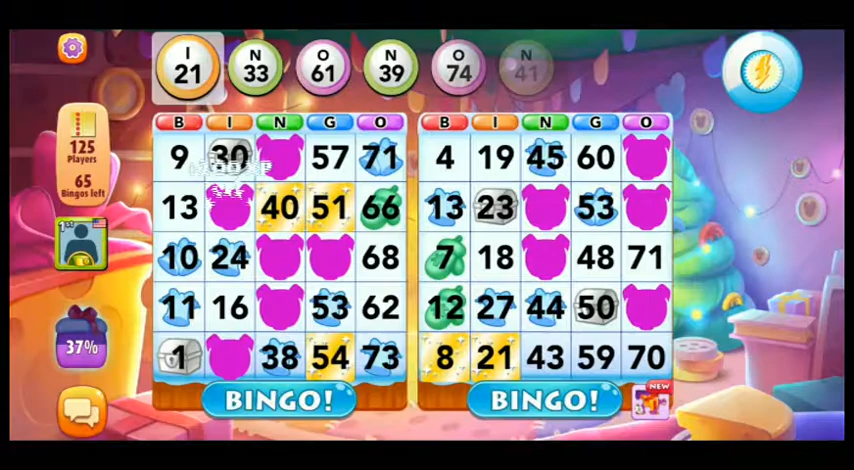 I N O N O N
21 33 61 39 74 41
125
Players
65
Bingos left
1st
37%
B I N G O B I N G O
9 30 57 71 4 19 45 60
13 40 51 66 13 23 53
10 24 68 7 18 48 71
11 16 53 62 12 27 44 50
1 38 54 73 8 21 43 59 70
BINGO! BINGO!
NEW